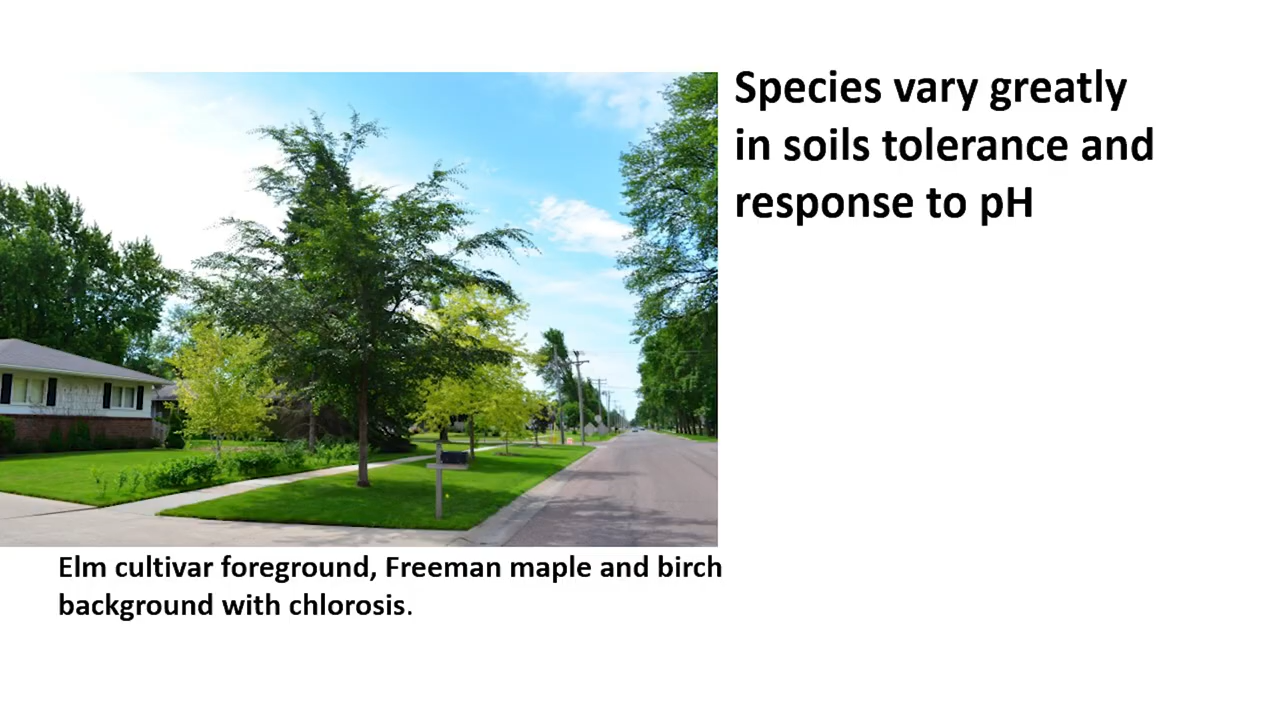 Species vary greatly
in soils tolerance and
response to pH
Elm cultivar foreground, Freeman maple and birch
background with chlorosis.